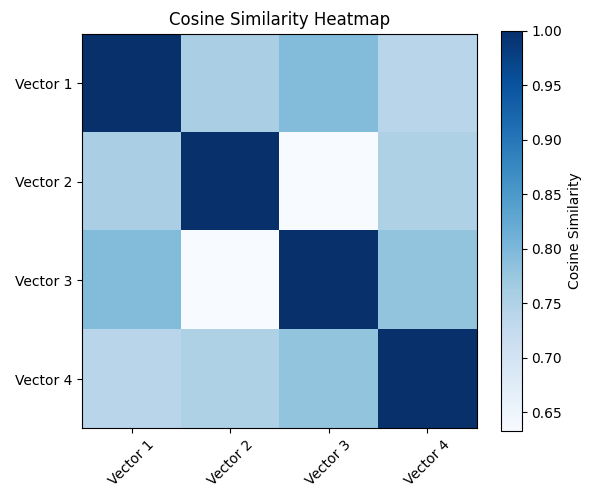 Cosine Similarity Heatmap
Vector 1
Vector 2
Vector 3
Vector 4
Vector 1
Vector 2
Vector 3
Vector 4
1.00
0.95
0.90
0.85
0.80
0.75
0.70
0.65
Cosine Similarity